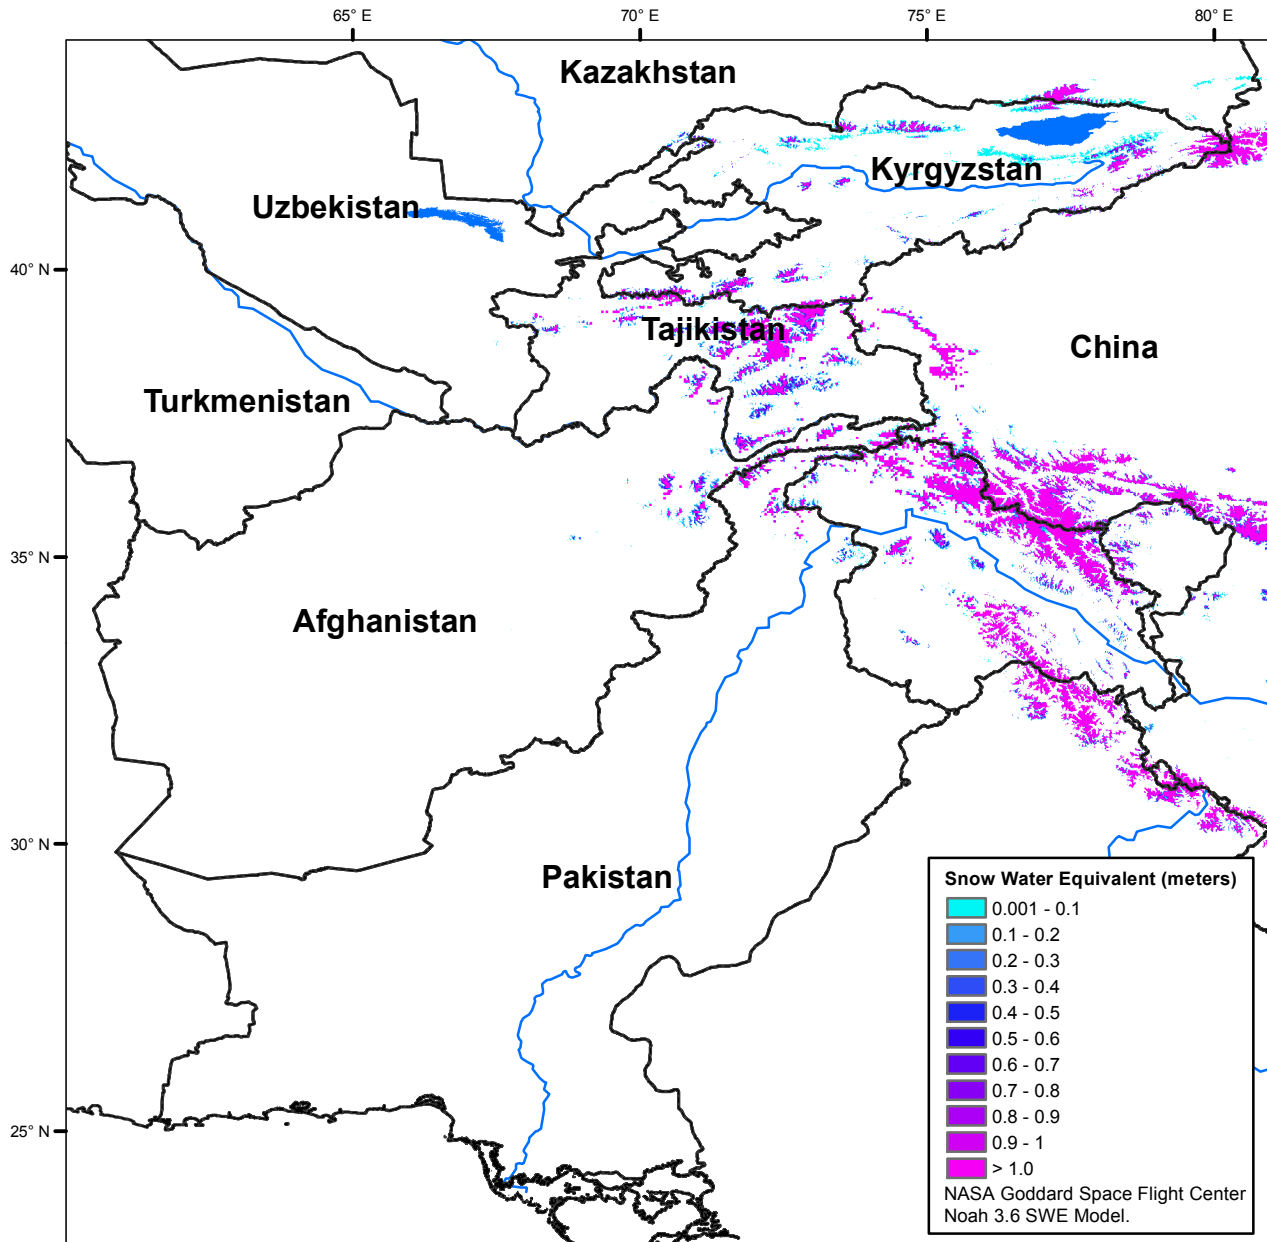 65° E
70° E
75° E
80° E
Kazakhstan
Kyrgyzstan
Uzbekistan
40° N
Tajikistan
China
Turkmenistan
35° N
Afghanistan
30° N
Pakistan
25° N
Snow Water Equivalent (meters)
0.001 - 0.1
0.1 - 0.2
0.2 - 0.3
0.3 - 0.4
0.4 - 0.5
0.5 - 0.6
0.6 - 0.7
0.7 - 0.8
0.8 - 0.9
0.9 - 1
> 1.0
NASA Goddard Space Flight Center
Noah 3.6 SWE Model.